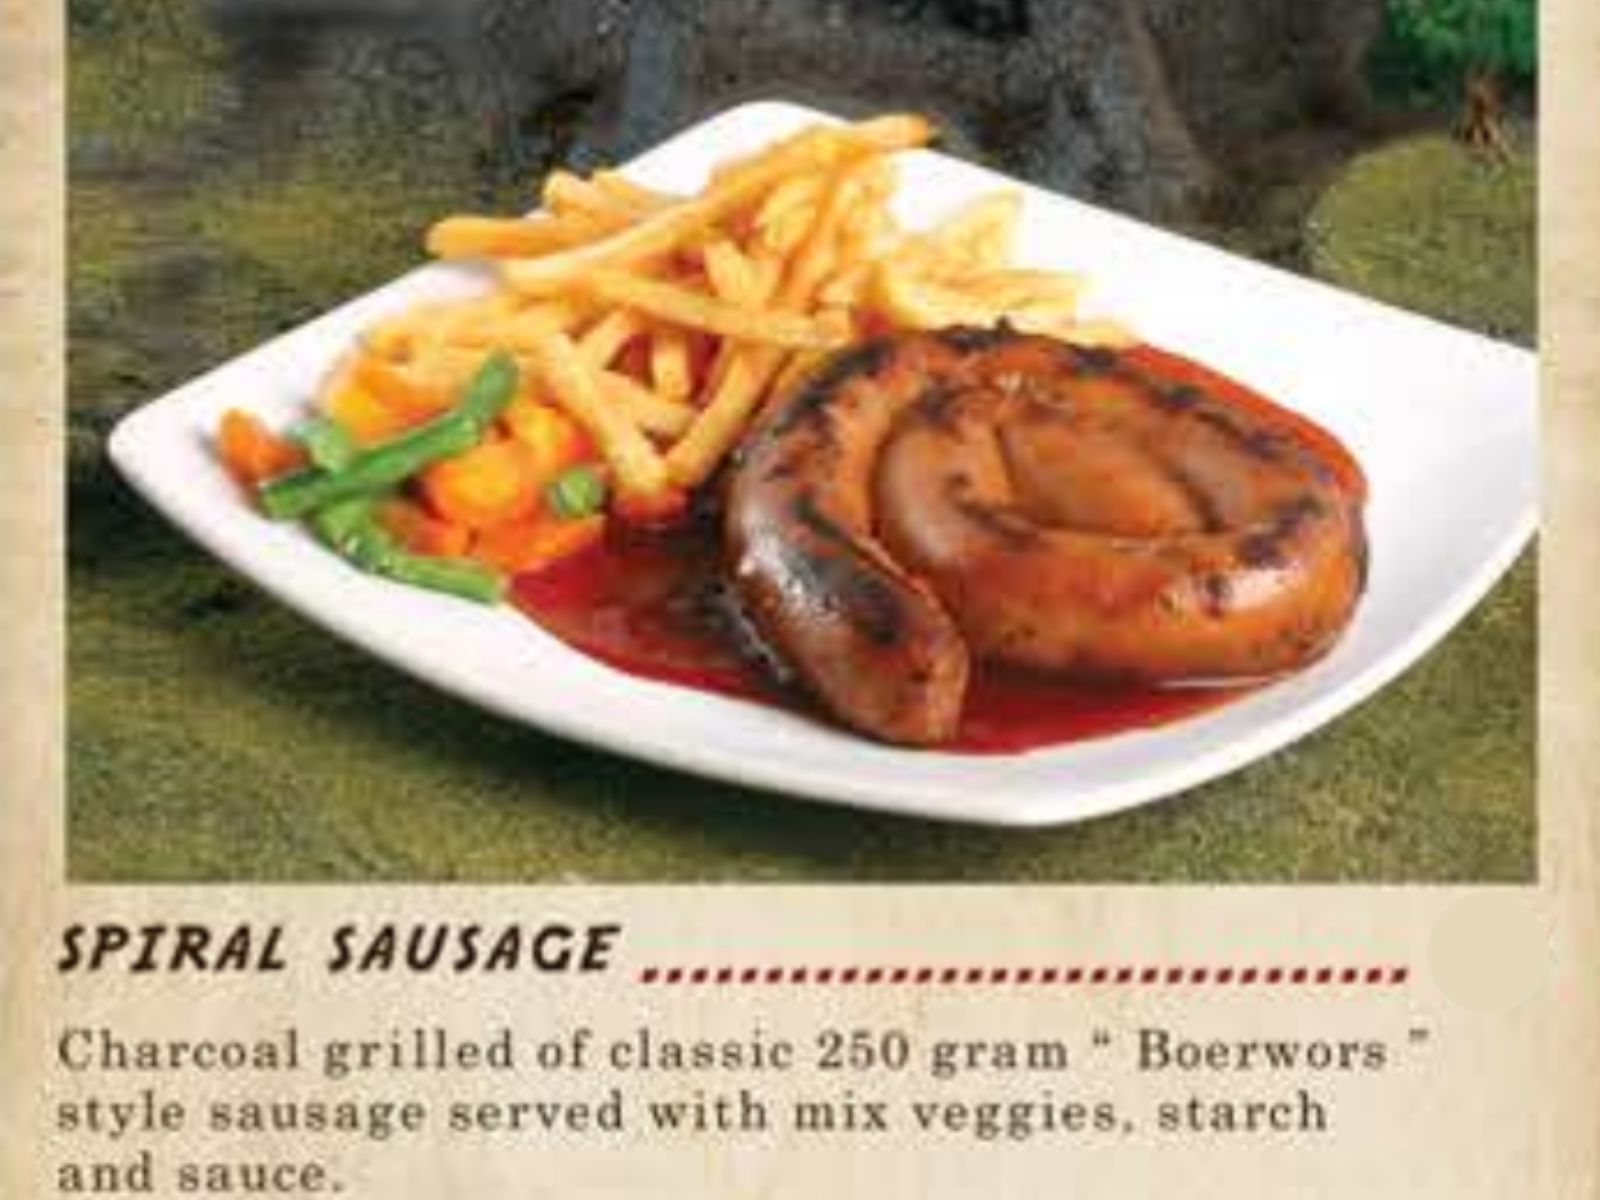 SPIRAL SAUSAGE ....................................
Charcoal grilled of classic 250 gram “ Boerwors ”
style sausage served with mix veggies, starch
and sauce.